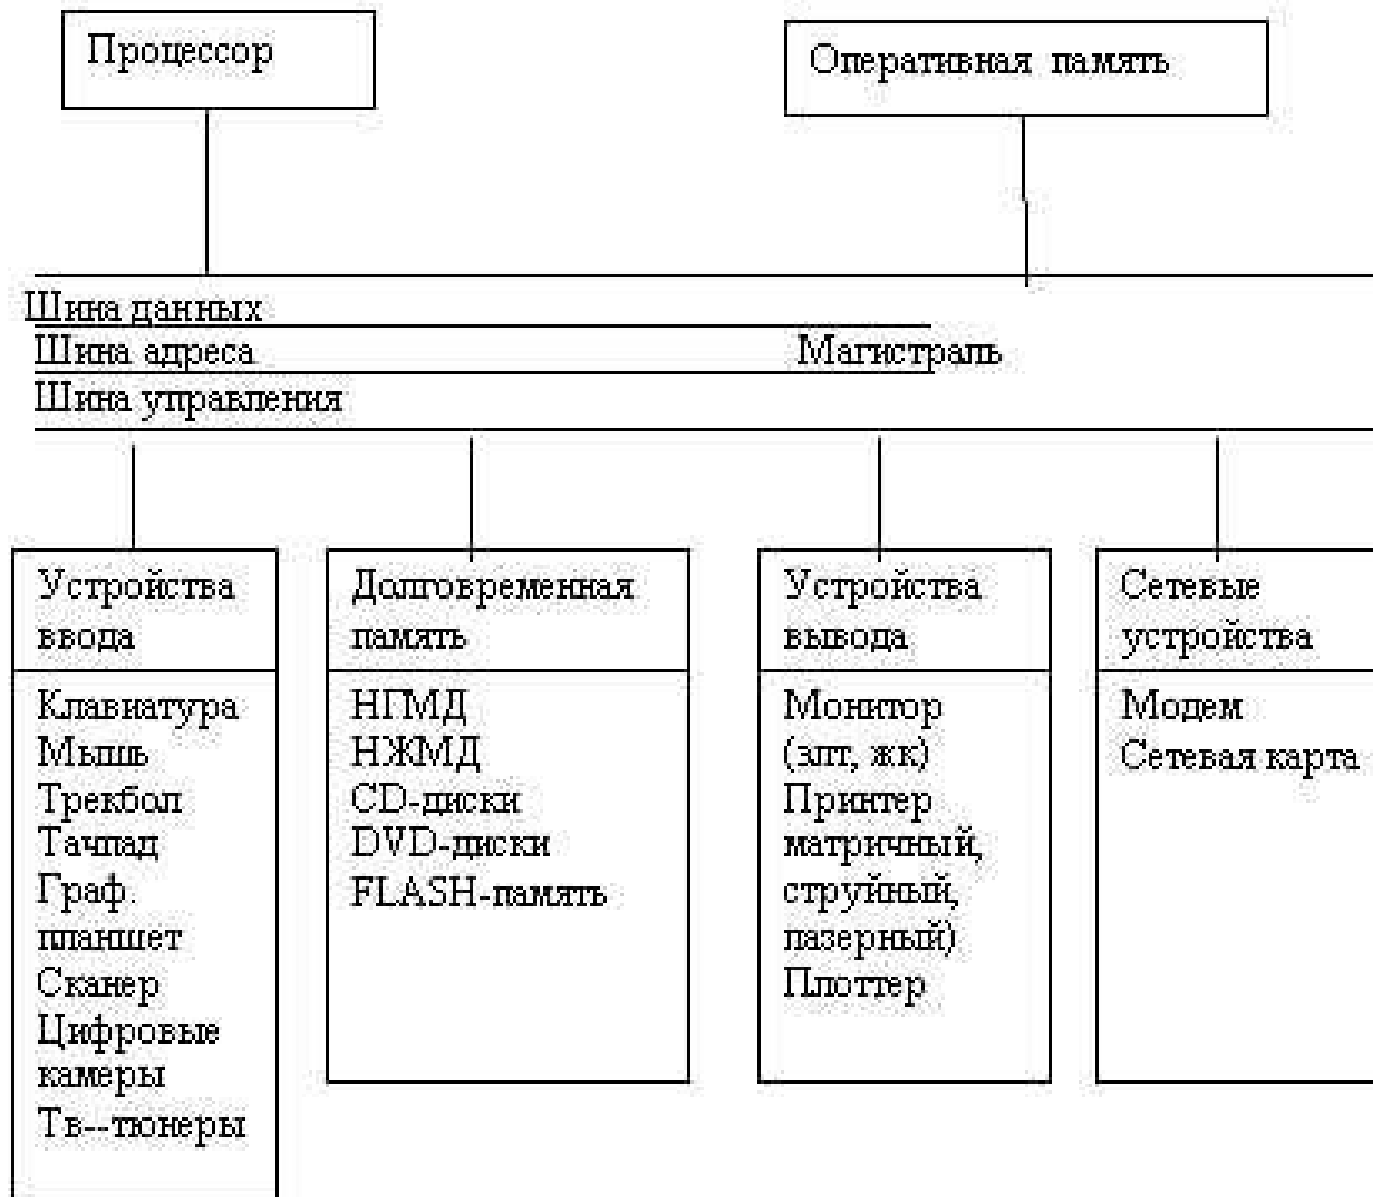 Процессор
Оперативная память
Шина данных
Шина адреса
Магистраль
Шина управления
Устройства
ввода
Клавиатура
Мышь
Трекбол
Тачпад
Граф.
планшет
Сканер
Цифровые
камеры
Тв--тюнеры
Долговременная
память
НГМД
НЖМД
CD-диски
DVD-диски
FLASH-память
Устройства
вывода
Монитор
(элт, жк)
Принтер
матричный,
струйный,
лазерный)
Плоттер
Сетевые
устройства
Модем
Сетевая карта